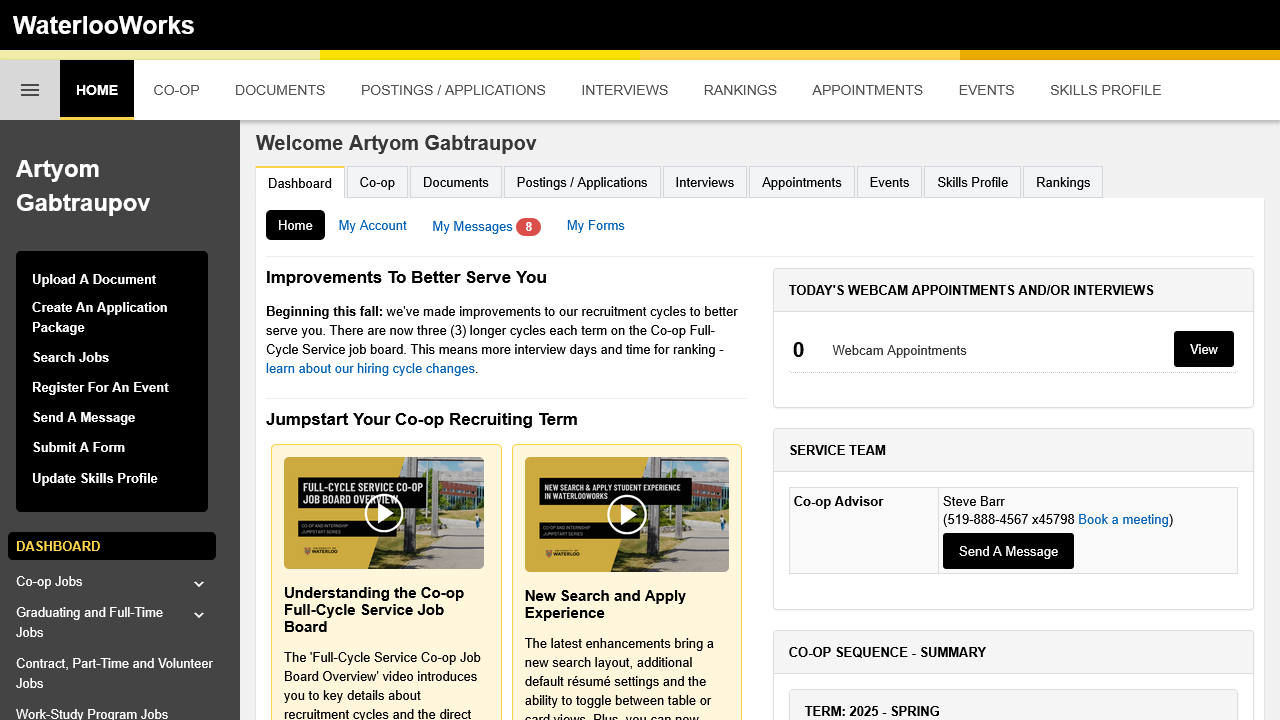 WaterlooWorks
HOME
CO-OP
DOCUMENTS
POSTINGS / APPLICATIONS
INTERVIEWS
RANKINGS
APPOINTMENTS
EVENTS
SKILLS PROFILE
Artyom
Gabtraupov
Upload A Document
Create An Application
Package
Search Jobs
Register For An Event
Send A Message
Submit A Form
Update Skills Profile
DASHBOARD
Co-op Jobs
Graduating and Full-Time
Jobs
Contract, Part-Time and Volunteer
Jobs
Work-Study Program Jobs
Welcome Artyom Gabtraupov
Dashboard
Co-op
Documents
Postings / Applications
Interviews
Appointments
Events
Skills Profile
Rankings
Home
My Account
My Messages 8
My Forms
Improvements To Better Serve You
Beginning this fall: we've made improvements to our recruitment cycles to better
serve you. There are now three (3) longer cycles each term on the Co-op Full-
Cycle Service job board. This means more interview days and time for ranking -
learn about our hiring cycle changes.
Jumpstart Your Co-op Recruiting Term
FULL-CYCLE SERVICE CO-OP
JOB BOARD OVERVIEW
CO-OP AND INTERNSHIP
JUMPSTART SERIES
UNIVERSITY OF
WATERLOO
Understanding the Co-op
Full-Cycle Service Job
Board
The 'Full-Cycle Service Co-op Job
Board Overview' video introduces
you to key details about
recruitment cycles and the direct
NEW SEARCH & APPLY STUDENT EXPERIENCE
IN WATERLOOWORKS
CO-OP AND INTERNSHIP
JUMPSTART SERIES
UNIVERSITY OF
WATERLOO
New Search and Apply
Experience
The latest enhancements bring a
new search layout, additional
default résumé settings and the
ability to toggle between table or
card views. Plus, you can now
TODAY'S WEBCAM APPOINTMENTS AND/OR INTERVIEWS
0 Webcam Appointments
View
SERVICE TEAM
Co-op Advisor
Steve Barr
(519-888-4567 x45798 Book a meeting)
Send A Message
CO-OP SEQUENCE - SUMMARY
TERM: 2025 - SPRING